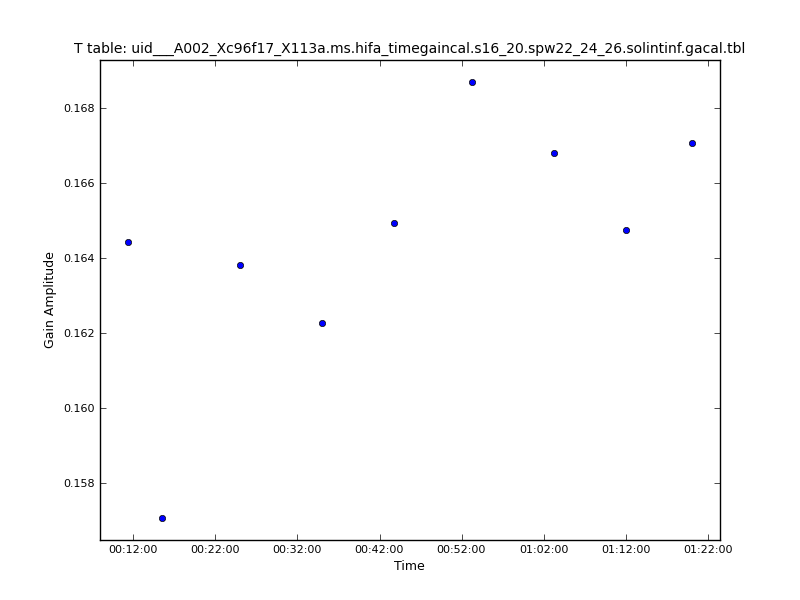 T table: uid___A002_Xc96f17_X113a.ms.hifa_timegaincal.s16_20.spw22_24_26.solintinf.gacal.tbl
0.168
0.166
0.164
0.162
0.160
0.158
Gain Amplitude
00:12:00 00:22:00 00:32:00 00:42:00 00:52:00 01:02:00 01:12:00 01:22:00
Time